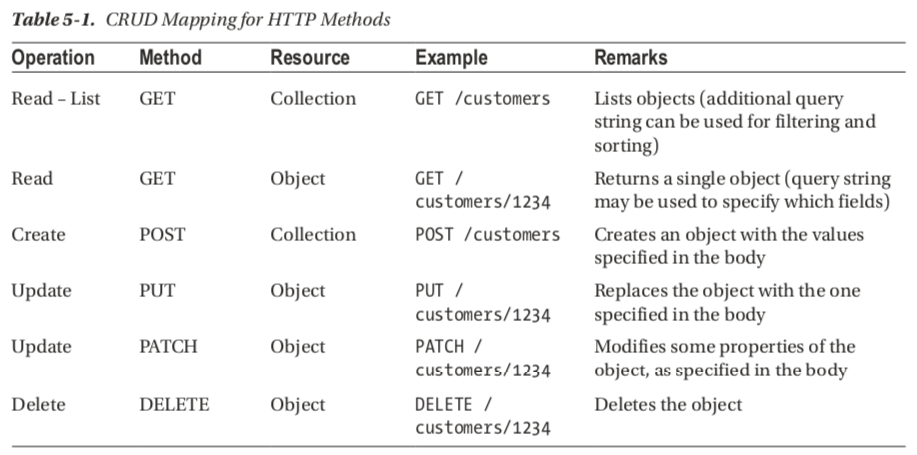 Table 5-1. CRUD Mapping for HTTP Methods
Operation Method Resource Example Remarks
Read – List GET Collection GET /customers Lists objects (additional query
string can be used for filtering and
sorting)
Read GET Object GET / Returns a single object (query string
customers/1234 may be used to specify which fields)
Create POST Collection POST /customers Creates an object with the values
specified in the body
Update PUT Object PUT / Replaces the object with the one
customers/1234 specified in the body
Update PATCH Object PATCH / Modifies some properties of the
customers/1234 object, as specified in the body
Delete DELETE Object DELETE / Deletes the object
customers/1234